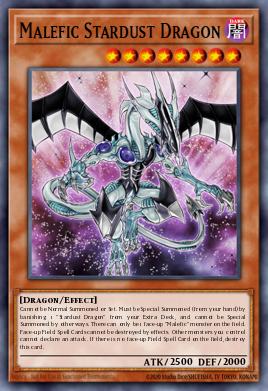 Malefic Stardust Dragon
DARK
闇
[Dragon/Effect]
Cannot be Normal Summoned or Set. Must be Special Summoned (from your hand) by
banishing 1 "Stardust Dragon" from your Extra Deck, and cannot be Special
Summoned by other ways. There can only be 1 face-up "Malefic" monster on the field.
Face-up Field Spell Cards cannot be destroyed by effects. Other monsters you control
cannot declare an attack. If there is no face-up Field Spell Card on the field, destroy
this card.
ATK/2500 DEF/2000